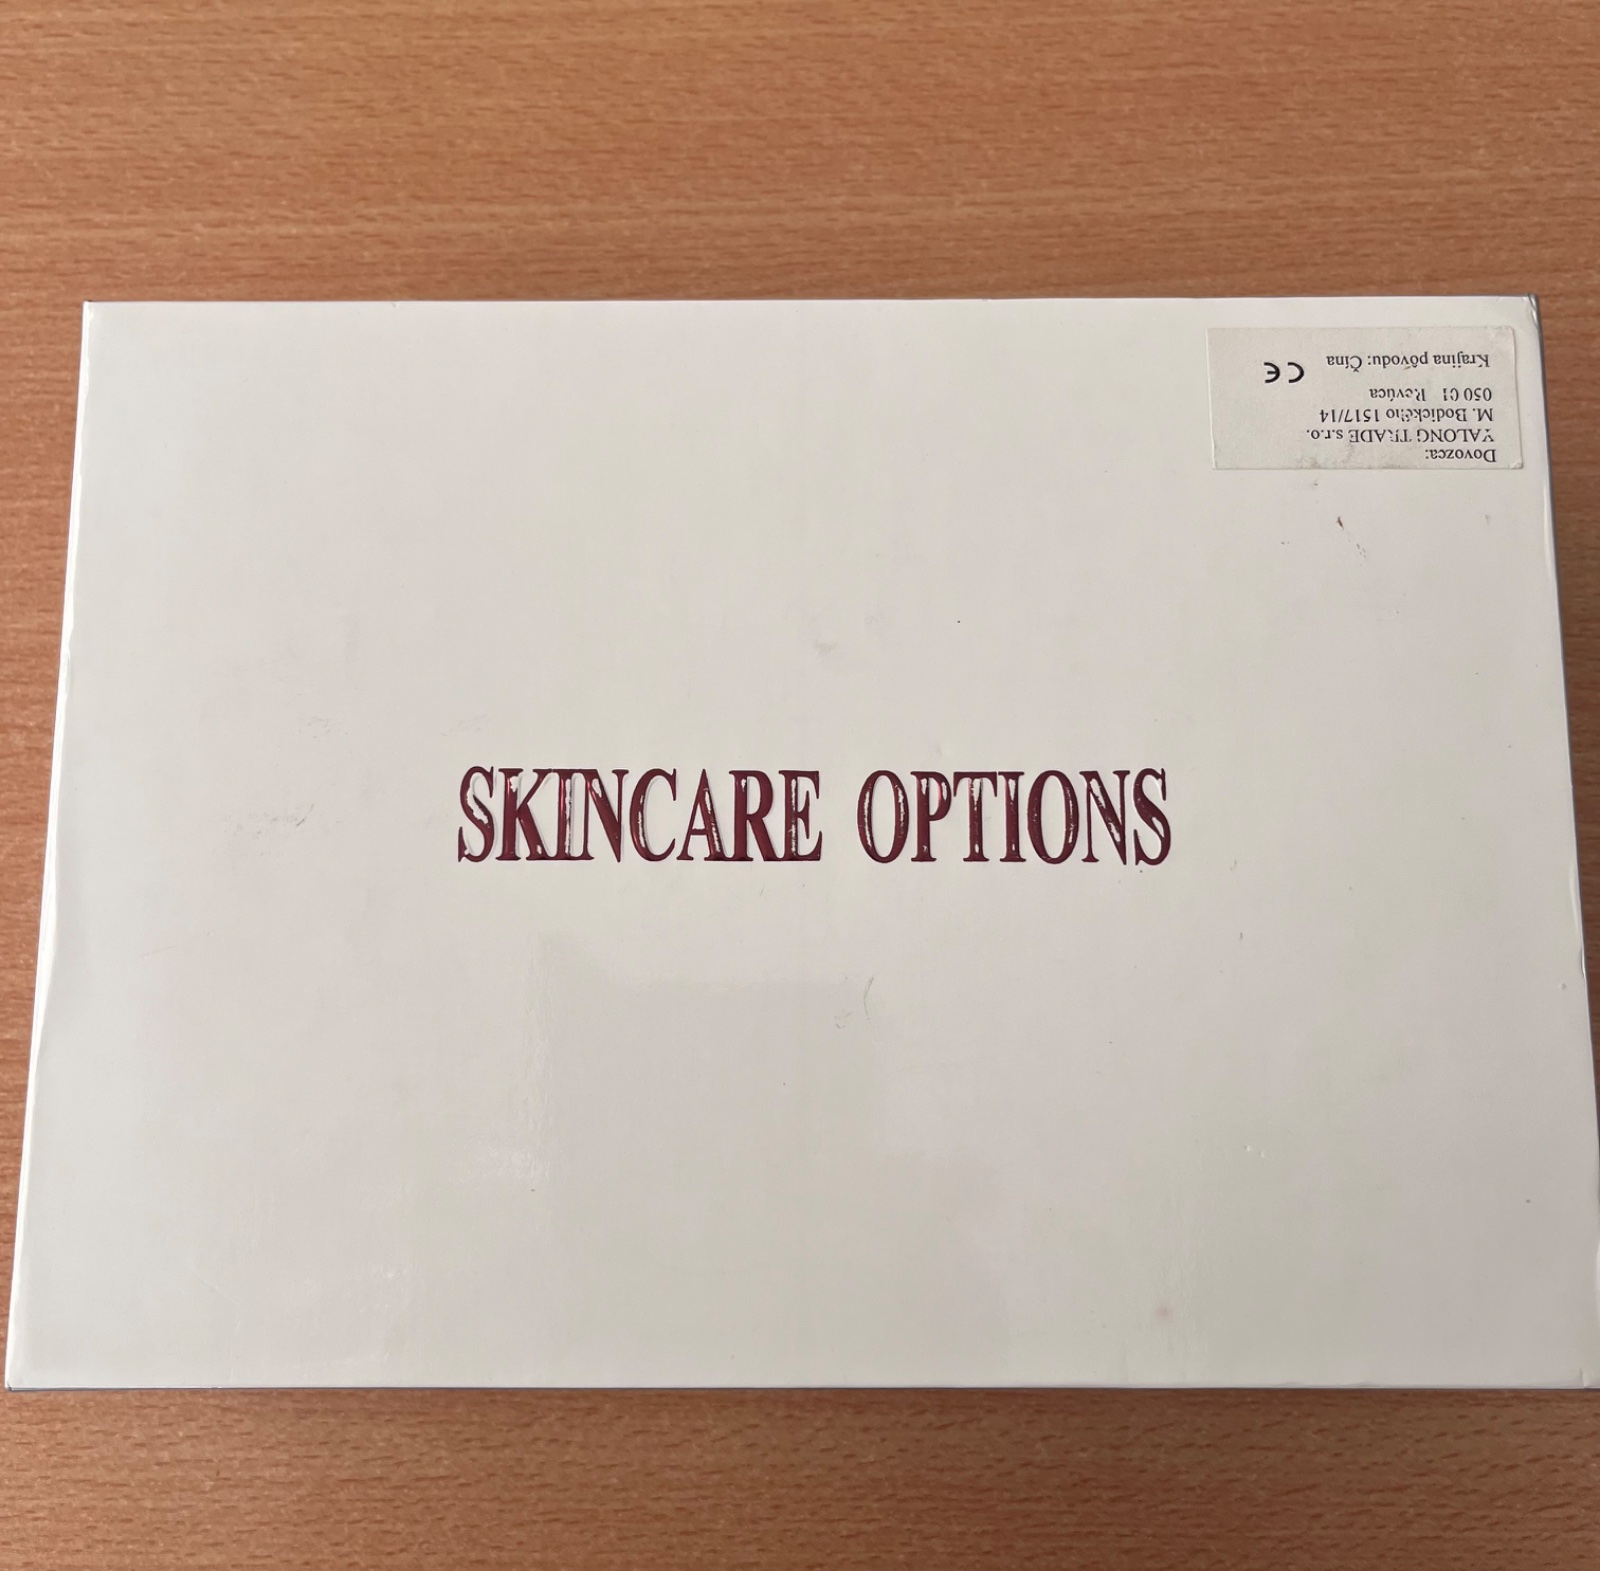 SKINCARE OPTIONS
Dovozca:
YALONG TRADE s.r.o.
M. Bodického 1517/14
050 01 Revúca
Krajina pôvodu: Čína CE